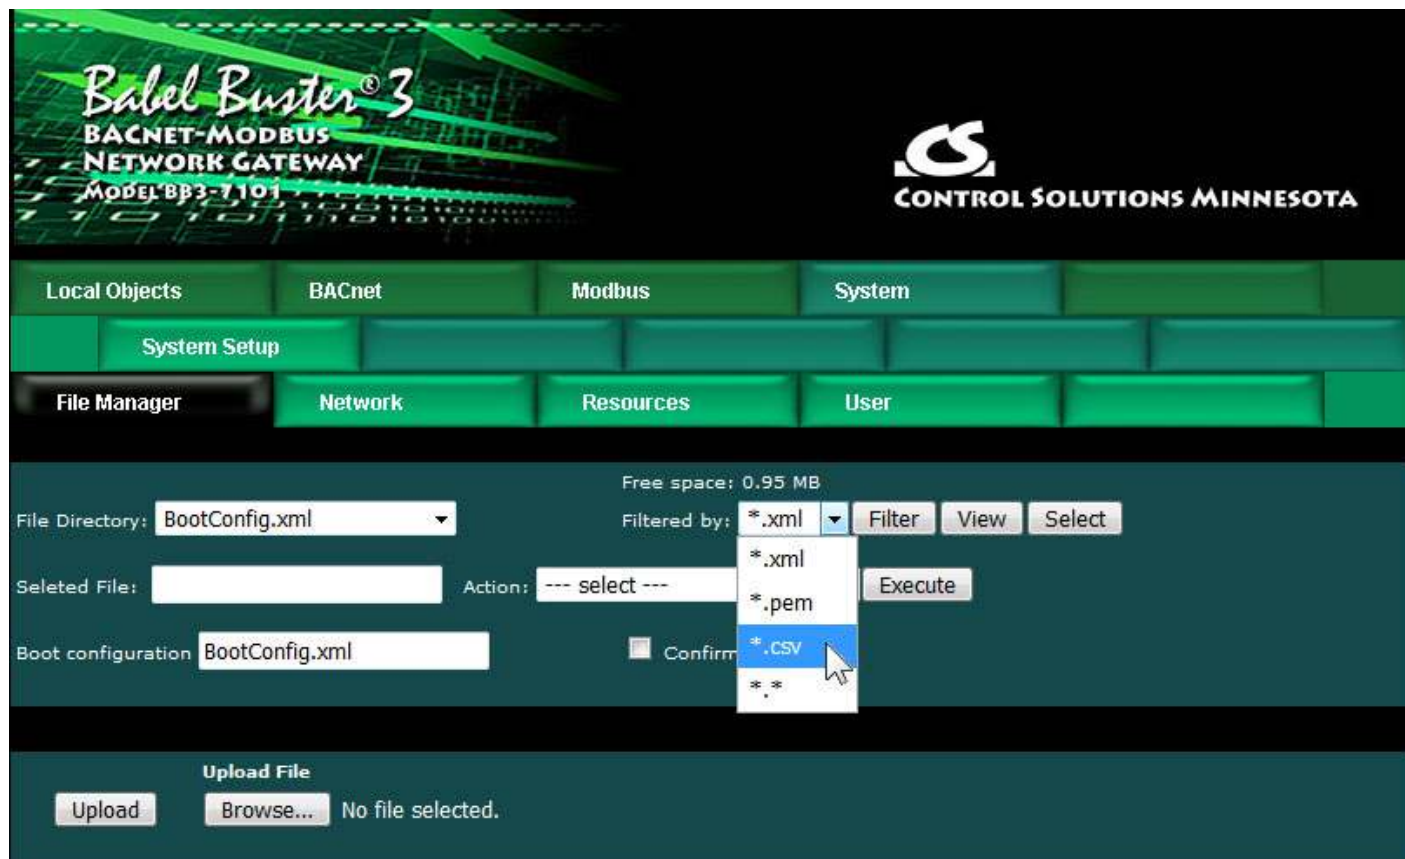 Babel Buster® 3
BACNET-MODBUS
NETWORK GATEWAY
MODEL BB3-7101
CS
CONTROL SOLUTIONS MINNESOTA
Local Objects BACnet Modbus System
System Setup
File Manager Network Resources User
Free space: 0.95 MB
File Directory: BootConfig.xml Filtered by: *.xml Filter View Select
*.xml
Seleted File: Action: --- select --- Execute
*.pem
Boot configuration BootConfig.xml Confirm *.csv
*.*
Upload File
Upload Browse... No file selected.